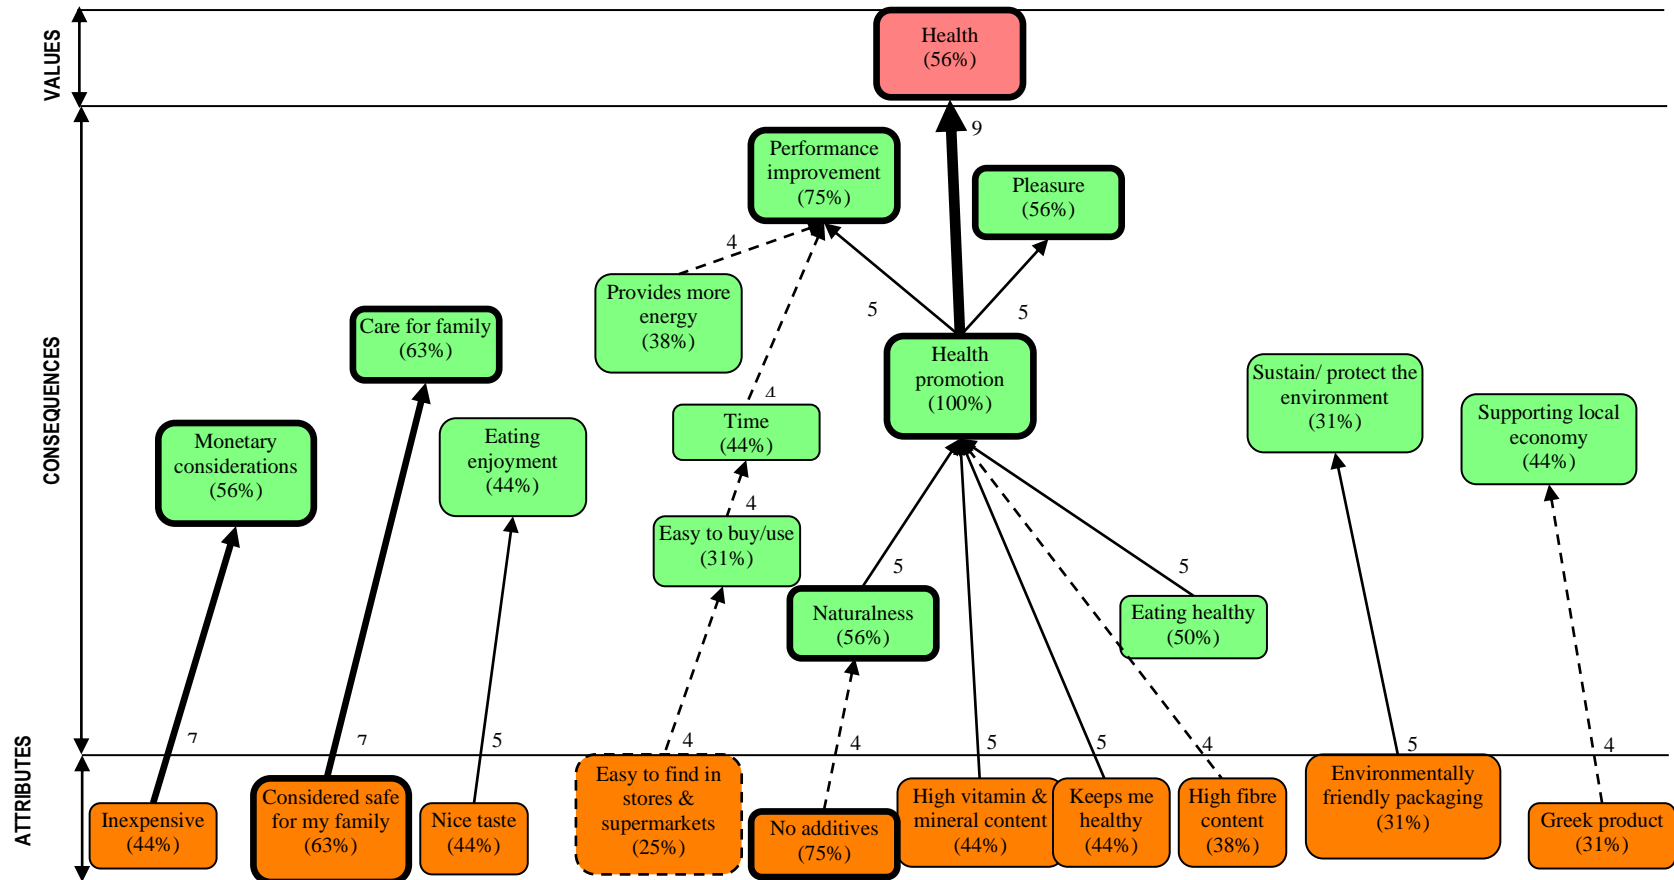 VALUES
Health
(56%)
9
CONSEQUENCES
Performance
improvement
(75%)
Pleasure
(56%)
4
Provides more
energy
(38%)
5
5
Care for family
(63%)
Health
promotion
(100%)
Sustain/ protect the
environment
(31%)
4
Time
(44%)
Supporting local
economy
(44%)
Monetary
considerations
(56%)
Eating
enjoyment
(44%)
4
Easy to buy/use
(31%)
5
5
Naturalness
(56%)
Eating healthy
(50%)
7
7
5
4
4
5
5
4
5
4
ATTRIBUTES
Inexpensive
(44%)
Considered safe
for my family
(63%)
Nice taste
(44%)
Easy to find in
stores &
supermarkets
(25%)
No additives
(75%)
High vitamin &
mineral content
(44%)
Keeps me
healthy
(44%)
High fibre
content
(38%)
Environmentally
friendly packaging
(31%)
Greek product
(31%)